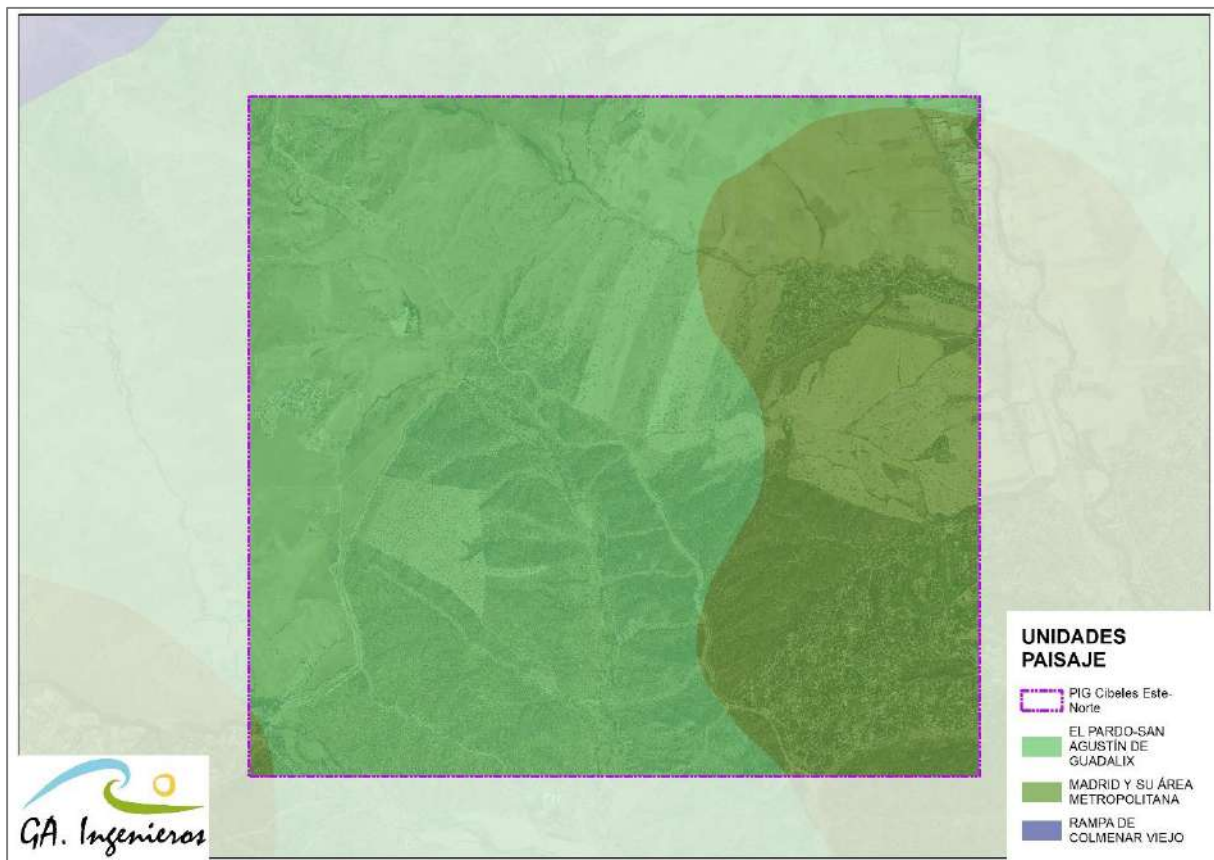 UNIDADES
PAISAJE
PIG Cibeles Este-
Norte
EL PARDO-SAN
AGUSTÍN DE
GUADALIX
MADRID Y SU ÁREA
METROPOLITANA
RAMPA DE
COLMENAR VIEJO
GA. Ingenieros